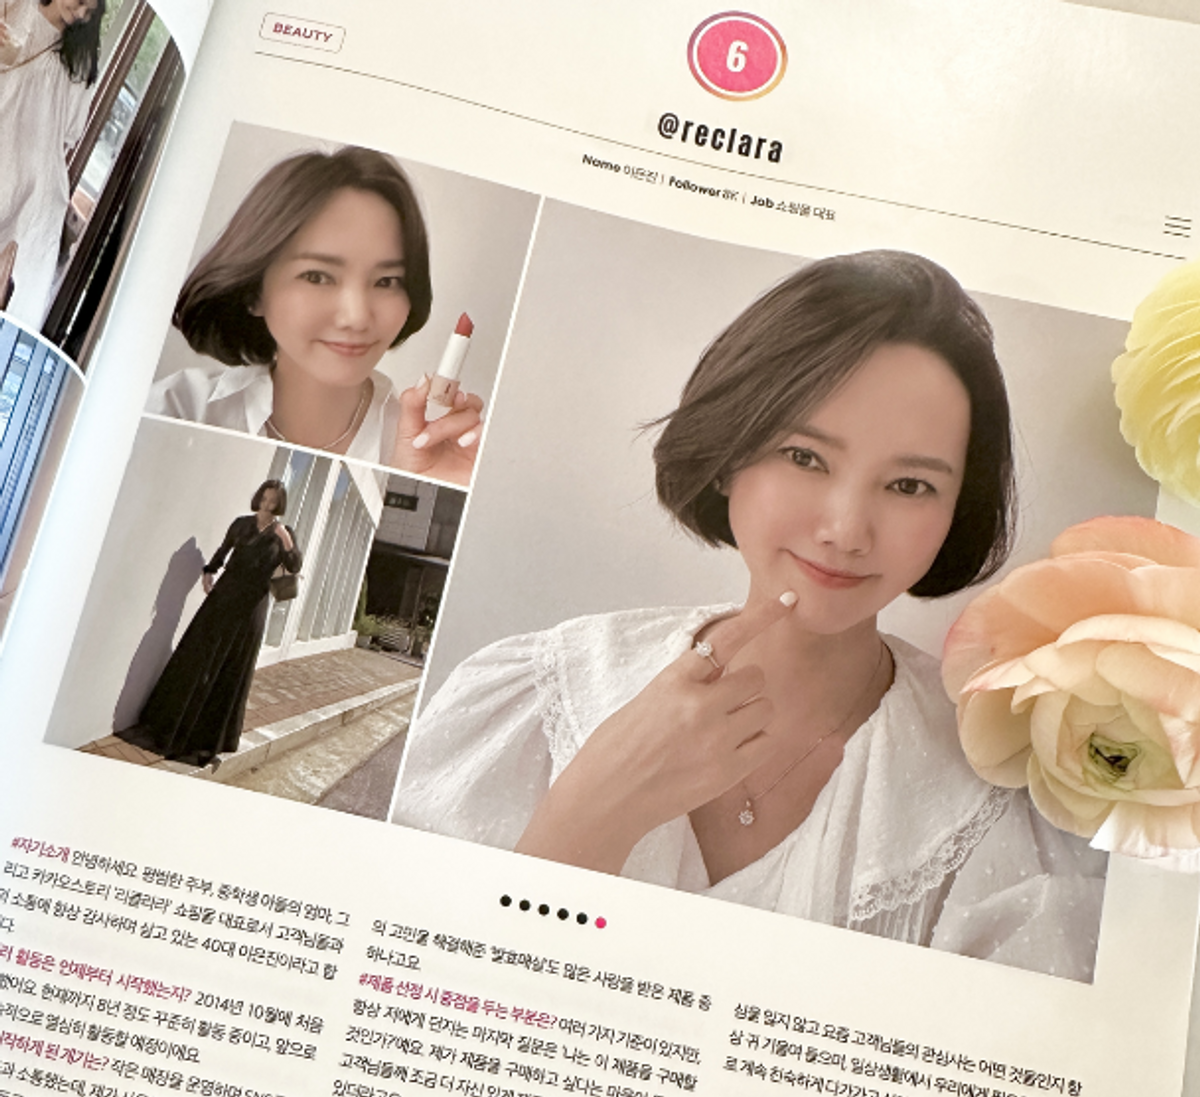 BEAUTY
6
@reclara
Name 이은진 | Follower 8K | Job 쇼핑몰 대표
#자기소개 안녕하세요. 평범한 주부, 중학생 아들의 엄마, 그
리고 카카오스토리 '리클라라' 쇼핑몰 대표로서 고객님들과
의 소통에 항상 감사하며 살고 있는 40대 이은진이라고 합
다.
활동은 언제부터 시작했는지? 2014년 10월에 처음
했어요. 현재까지 8년 정도 꾸준히 활동 중이고, 앞으로
적으로 열심히 활동할 예정이에요.
시작하게 된 계기는? 작은 매장을 운영하며
소통했는데, 제가
의 고민을 해결해준 '발효매실'도 많은 사랑을 받은 제품 중
하나고요.
#제품 선정 시 중점을 두는 부분은? 여러 가지 기준이 있지만,
항상 저에게 던지는 마지막 질문은 '나는 이 제품을 구매할
것인가?'예요. 제가 제품을 구매하고 싶다는 마음이
고객님들께 조금 더 자신 있게
있더라고요
심을 잃지 않고 요즘 고객님들의 관심사는 어떤 것들인지 항
상 귀 기울여 들으며, 일상생활에서 우리에게
로 계속 친숙하게 다가가고